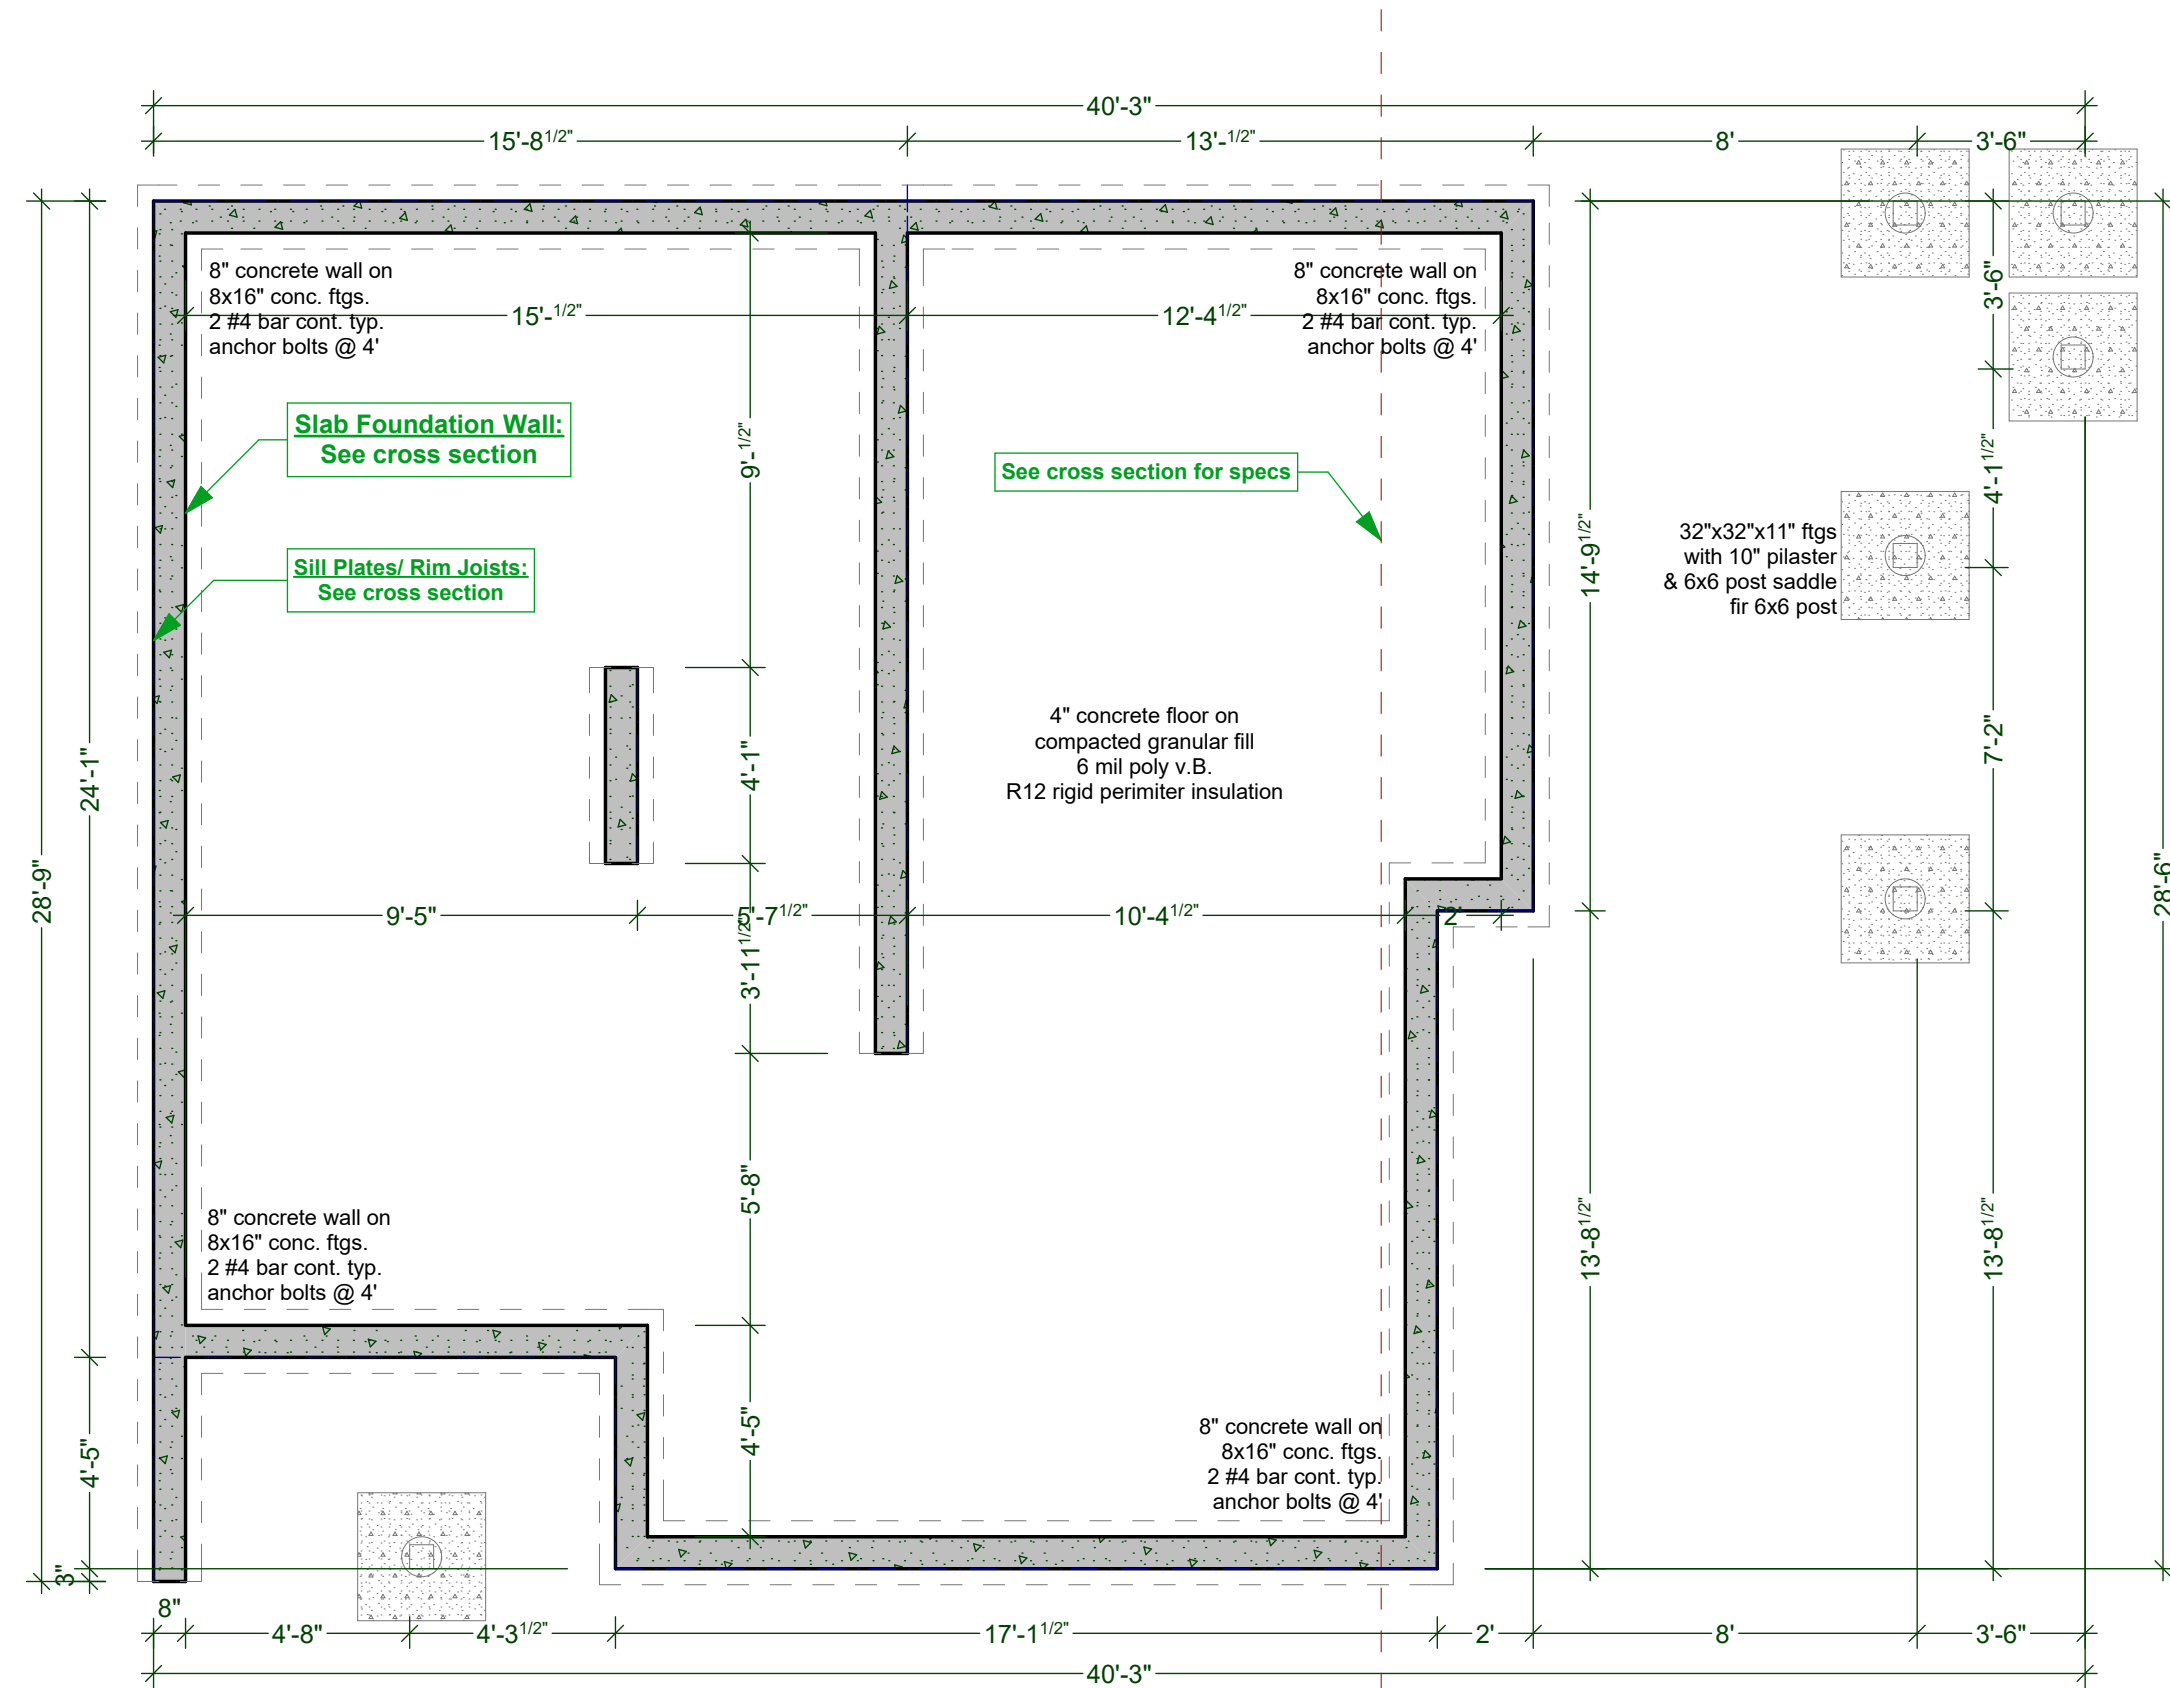 40'-3"
15'-8 1/2"
13'- 1/2"
8'
3'-6"
8" concrete wall on
8x16" conc. ftgs.
2 #4 bar cont. typ.
anchor bolts @ 4'
8" concrete wall on
8x16" conc. ftgs.
2 #4 bar cont. typ.
anchor bolts @ 4'
15'- 1/2"
12'-4 1/2"
3'-6"
Slab Foundation Wall:
See cross section
9'- 1/2"
See cross section for specs
4'-1 1/2"
14'-9 1/2"
32"x32"x11" ftgs
with 10" pilaster
& 6x6 post saddle
fir 6x6 post
Sill Plates/ Rim Joists:
See cross section
4" concrete floor on
compacted granular fill
6 mil poly v.B.
R12 rigid perimiter insulation
24'-1"
4'-1"
7'-2"
28'-9"
28'-6"
9'-5"
5'-7 1/2"
10'-4 1/2"
2'
3'-11 1/2"
5'-8"
13'-8 1/2"
13'-8 1/2"
8" concrete wall on
8x16" conc. ftgs.
2 #4 bar cont. typ.
anchor bolts @ 4'
4'-5"
4'-5"
8" concrete wall on
8x16" conc. ftgs.
2 #4 bar cont. typ.
anchor bolts @ 4'
3"
8"
4'-8"
4'-3 1/2"
17'-1 1/2"
2'
8'
3'-6"
40'-3"